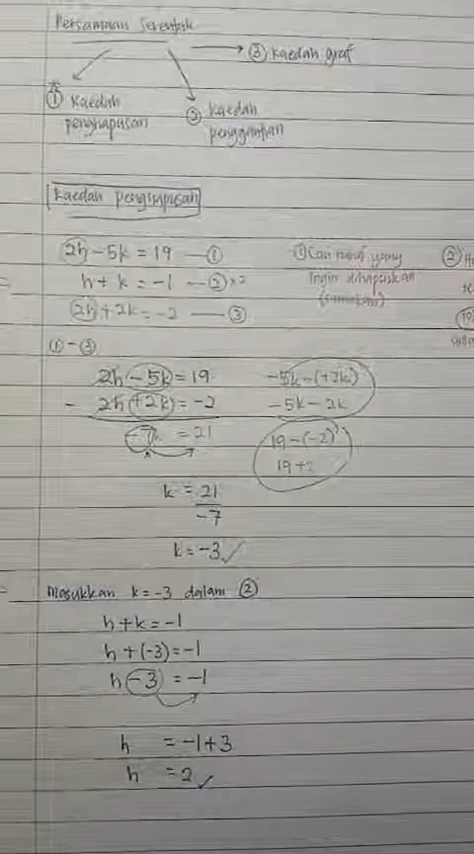 Persamaan Serentak
③ Kaedah graf
① Kaedah
penghapusan
② Kaedah
penggantian
Kaedah Penghapusan
2h - 5k = 19 — ①
h + k = -1 — ② ×2
2h + 2k = -2 — ③
① Cari yang
ingin dihapuskan
(samakan)
②
① - ③
2h - 5k = 19
- 2h + 2k = -2
-7k = 21
-5k - (+2k)
-5k - 2k
19 - (-2)
19 + 2
k = 21
-7
k = -3 ✓
Masukkan k = -3 dalam ②
h + k = -1
h + (-3) = -1
h - 3 = -1
h = -1 + 3
h = 2 ✓